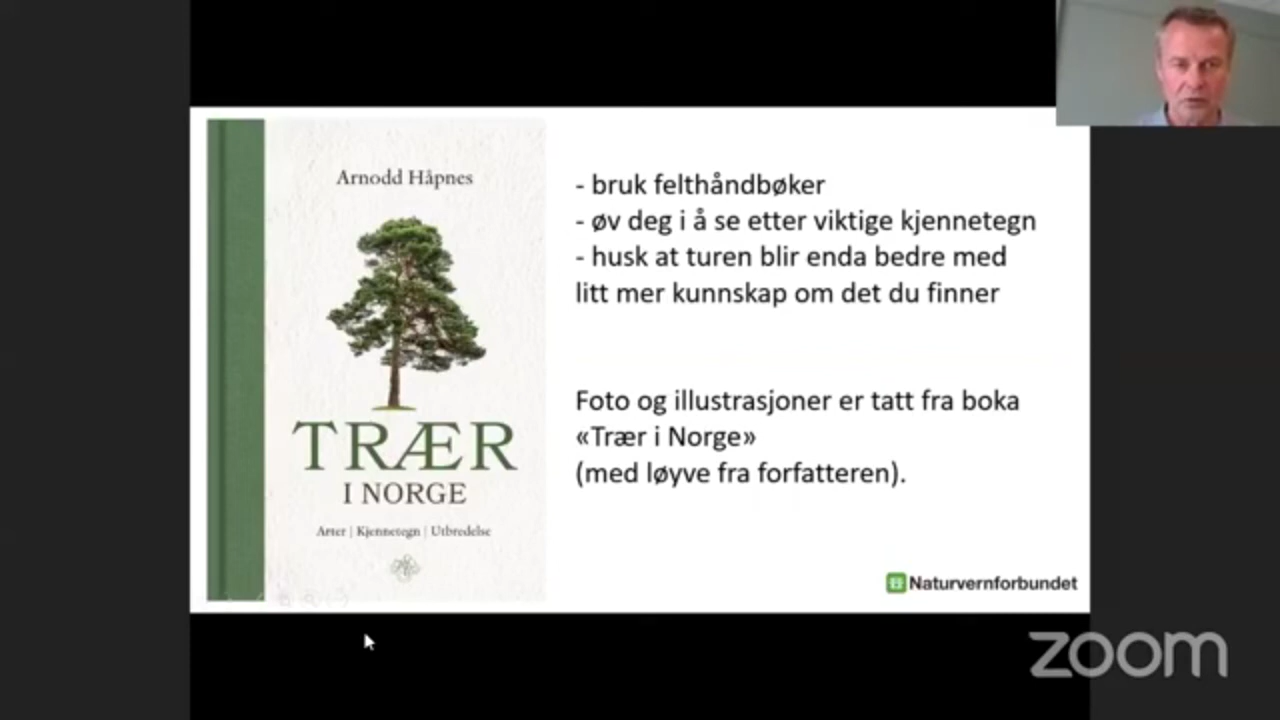 Arnodd Håpnes
TRÆR
I NORGE
Arter | Kjennetegn | Utbredelse
- bruk felthåndbøker
- øv deg i å se etter viktige kjennetegn
- husk at turen blir enda bedre med
litt mer kunnskap om det du finner
Foto og illustrasjoner er tatt fra boka
«Trær i Norge»
(med løyve fra forfatteren).
Naturvernforbundet
zoom